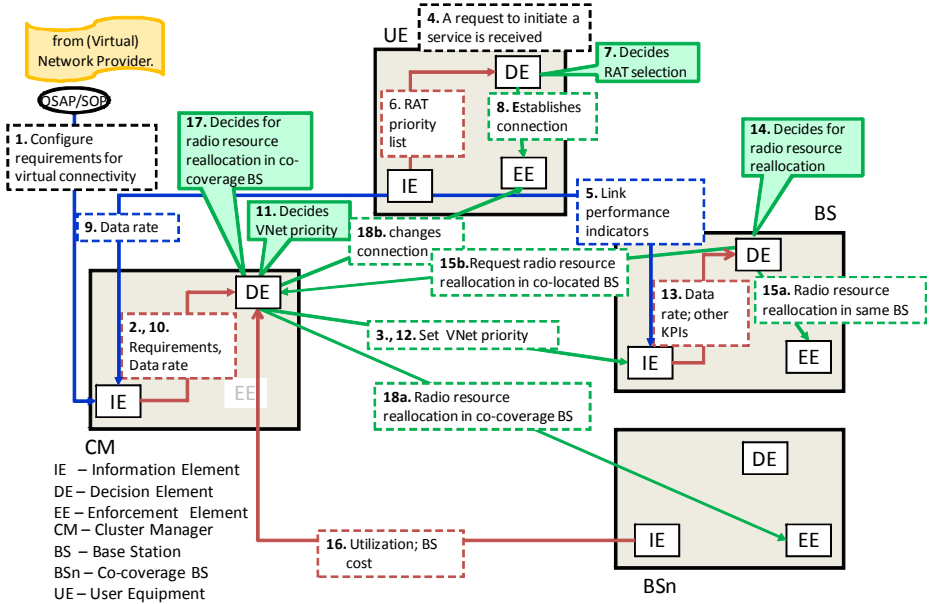 from (Virtual)
Network Provider.
OSAP/SOP
1. Configure
requirements for
virtual connectivity
17. Decides for
radio resource
reallocation in co-
coverage BS
UE
4. A request to initiate a
service is received
DE
7. Decides
RAT selection
6. RAT
priority
list
8. Establishes
connection
IE
EE
14. Decides for
radio resource
reallocation
5. Link
performance
indicators
BS
9. Data rate
11. Decides
VNet priority
18b. changes
connection
15b. Request radio resource
reallocation in co-located BS
DE
13. Data
rate; other
KPIs
15a. Radio resource
reallocation in same BS
DE
2., 10.
Requirements,
Data rate
3., 12. Set VNet priority
IE
EE
IE
EE
18a. Radio resource
reallocation in co-coverage BS
CM
IE – Information Element
DE – Decision Element
EE – Enforcement Element
CM – Cluster Manager
BS – Base Station
BSn – Co-coverage BS
UE – User Equipment
16. Utilization; BS
cost
DE
IE
EE
BSn